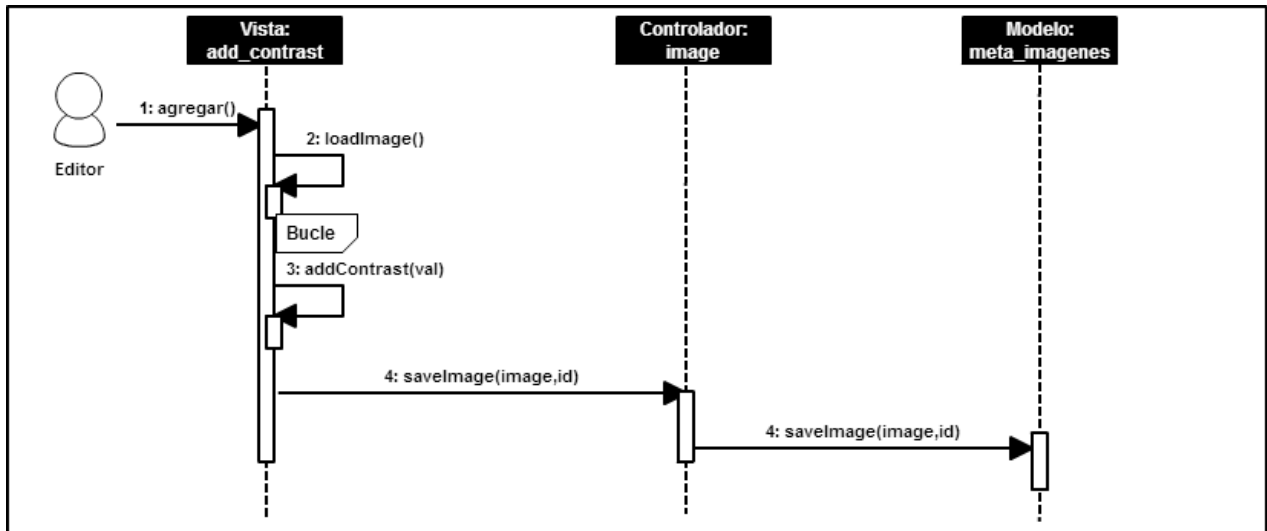 Vista:
add_contrast
Controlador:
image
Modelo:
meta_imagenes
1: agregar()
2: loadImage()
Editor
Bucle
3: addContrast(val)
4: saveImage(image,id)
4: saveImage(image,id)